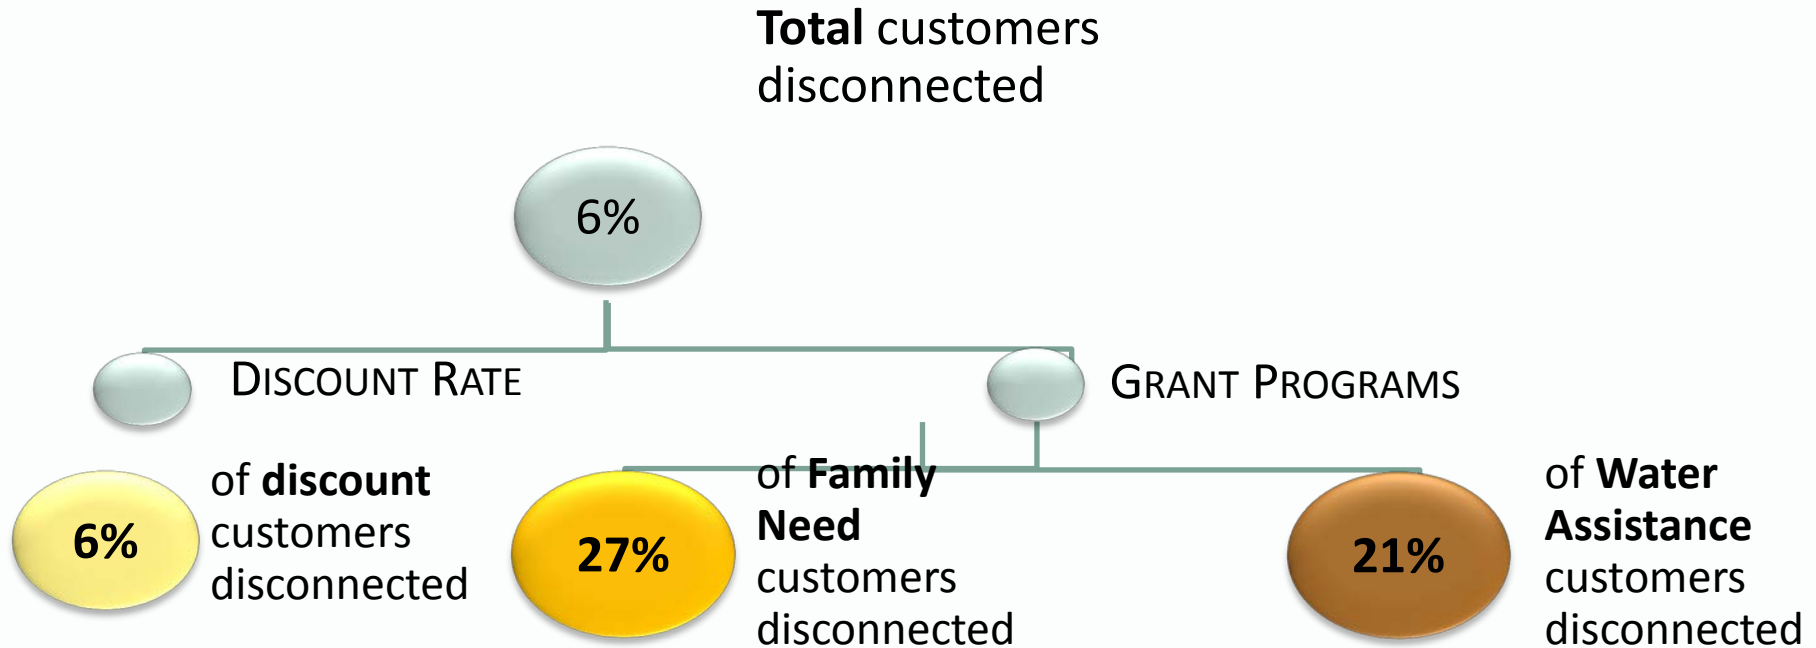 Total customers
disconnected
6%
DISCOUNT RATE
GRANT PROGRAMS
6%
of discount
customers
disconnected
27%
of Family
Need
customers
disconnected
21%
of Water
Assistance
customers
disconnected